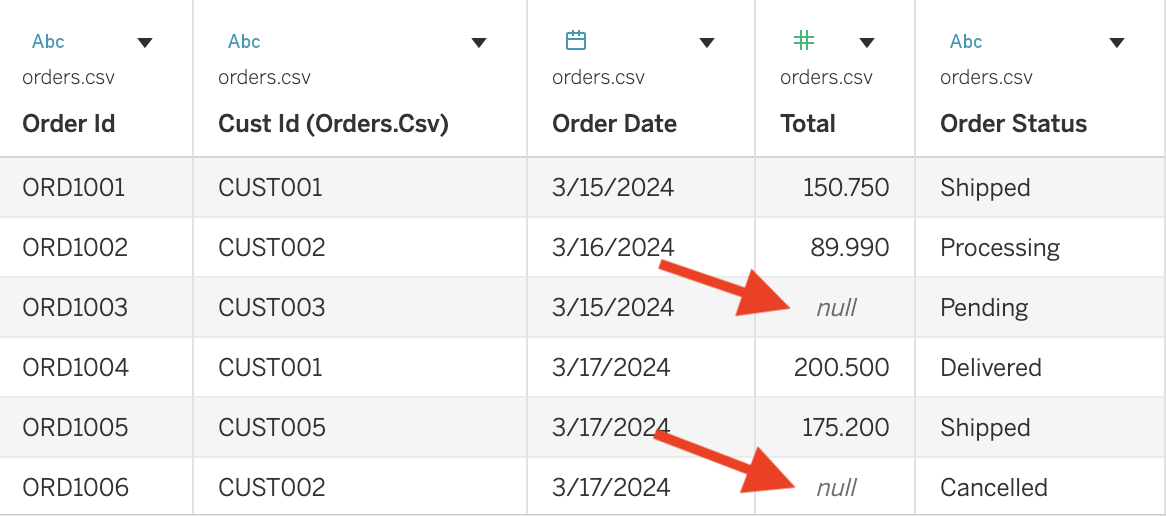 Abc Abc Abc
orders.csv orders.csv orders.csv orders.csv orders.csv
Order Id Cust Id (Orders.Csv) Order Date Total Order Status
ORD1001 CUST001 3/15/2024 150.750 Shipped
ORD1002 CUST002 3/16/2024 89.990 Processing
ORD1003 CUST003 3/15/2024 null Pending
ORD1004 CUST001 3/17/2024 200.500 Delivered
ORD1005 CUST005 3/17/2024 175.200 Shipped
ORD1006 CUST002 3/17/2024 null Cancelled